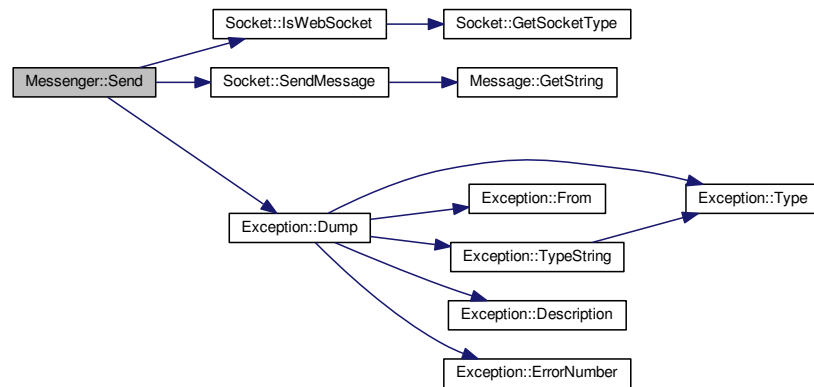 Socket::IsWebSocket
Socket::GetSocketType
Messenger::Send
Socket::SendMessage
Message::GetString
Exception::From
Exception::Type
Exception::Dump
Exception::TypeString
Exception::Description
Exception::ErrorNumber